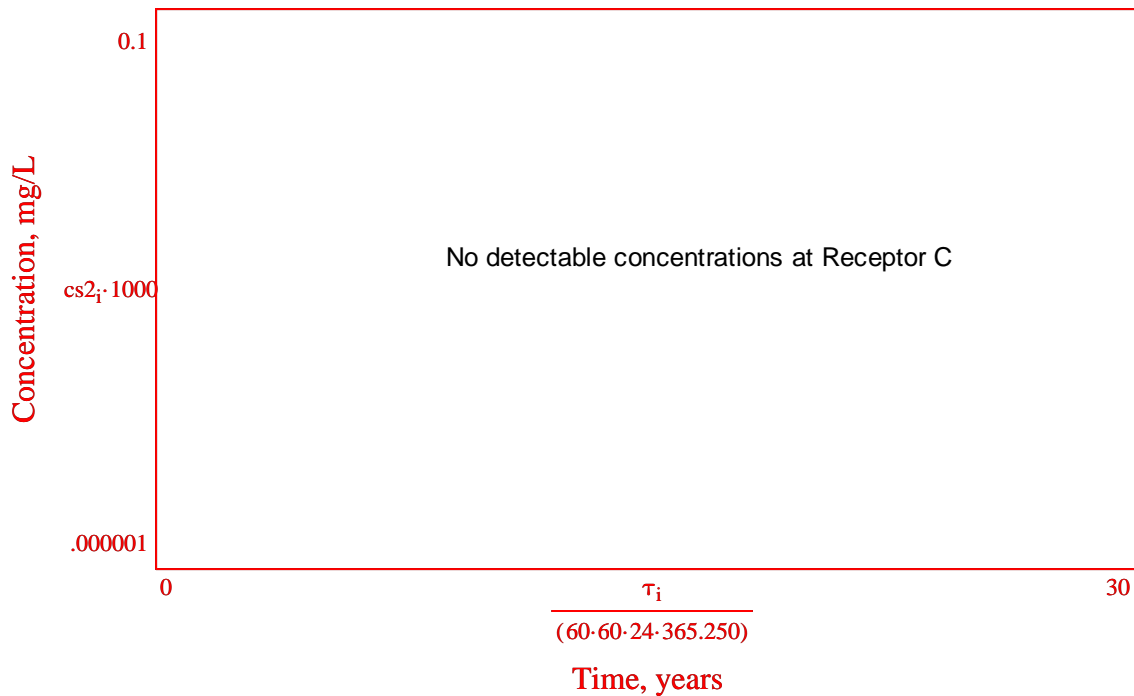 0.1
Concentration, mg/L
No detectable concentrations at Receptor C
cs2i·1000
.000001
0
τi
30
(60·60·24·365.250)
Time, years